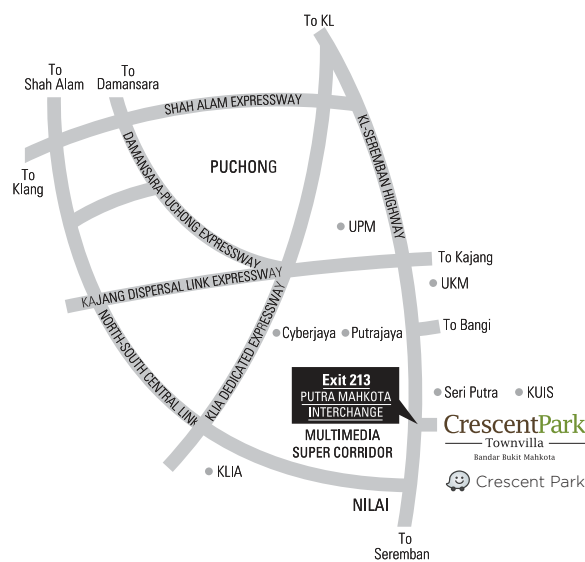 To KL
To
Shah Alam
To
Damansara
SHAH ALAM EXPRESSWAY
To
Klang
DAMANSARA-PUCHONG EXPRESSWAY
PUCHONG
KL-SEREMBAN HIGHWAY
UPM
To Kajang
UKM
KAJANG DISPERSAL LINK EXPRESSWAY
NORTH-SOUTH CENTRAL LINK
KLIA DEDICATED EXPRESSWAY
Cyberjaya
Putrajaya
To Bangi
Exit 213
PUTRA MAHKOTA
INTERCHANGE
Seri Putra
KUIS
MULTIMEDIA
SUPER CORRIDOR
CrescentPark
Townvilla
Bandar Bukit Mahkota
Crescent Park
KLIA
NILAI
To
Seremban